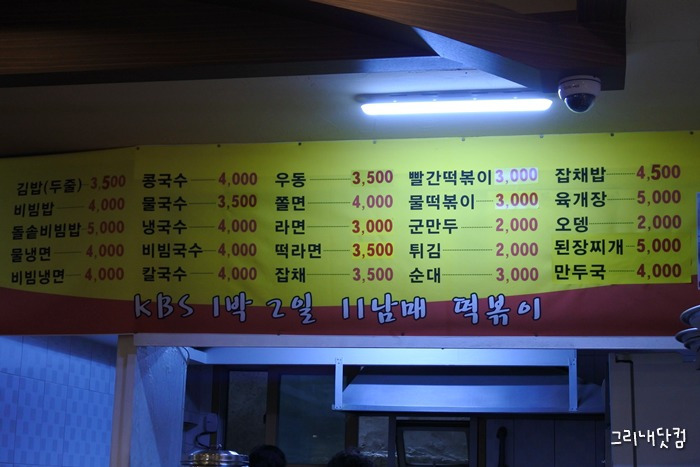 김밥(두줄) 3,500
비빔밥 4,000
돌솥비빔밥 5,000
물냉면 4,000
비빔냉면 4,000
콩국수 4,000
물국수 3,500
냉국수 4,000
비빔국수 4,000
칼국수 4,000
우동 3,500
쫄면 4,000
라면 3,000
떡라면 3,500
잡채 3,500
빨간떡볶이 3,000
물떡볶이 3,000
군만두 2,000
튀김 2,000
순대 3,000
잡채밥 4,500
육개장 5,000
오뎅 2,000
된장찌개 5,000
만두국 4,000
KBS 1박 2일 11남매 떡볶이
그리내닷컴